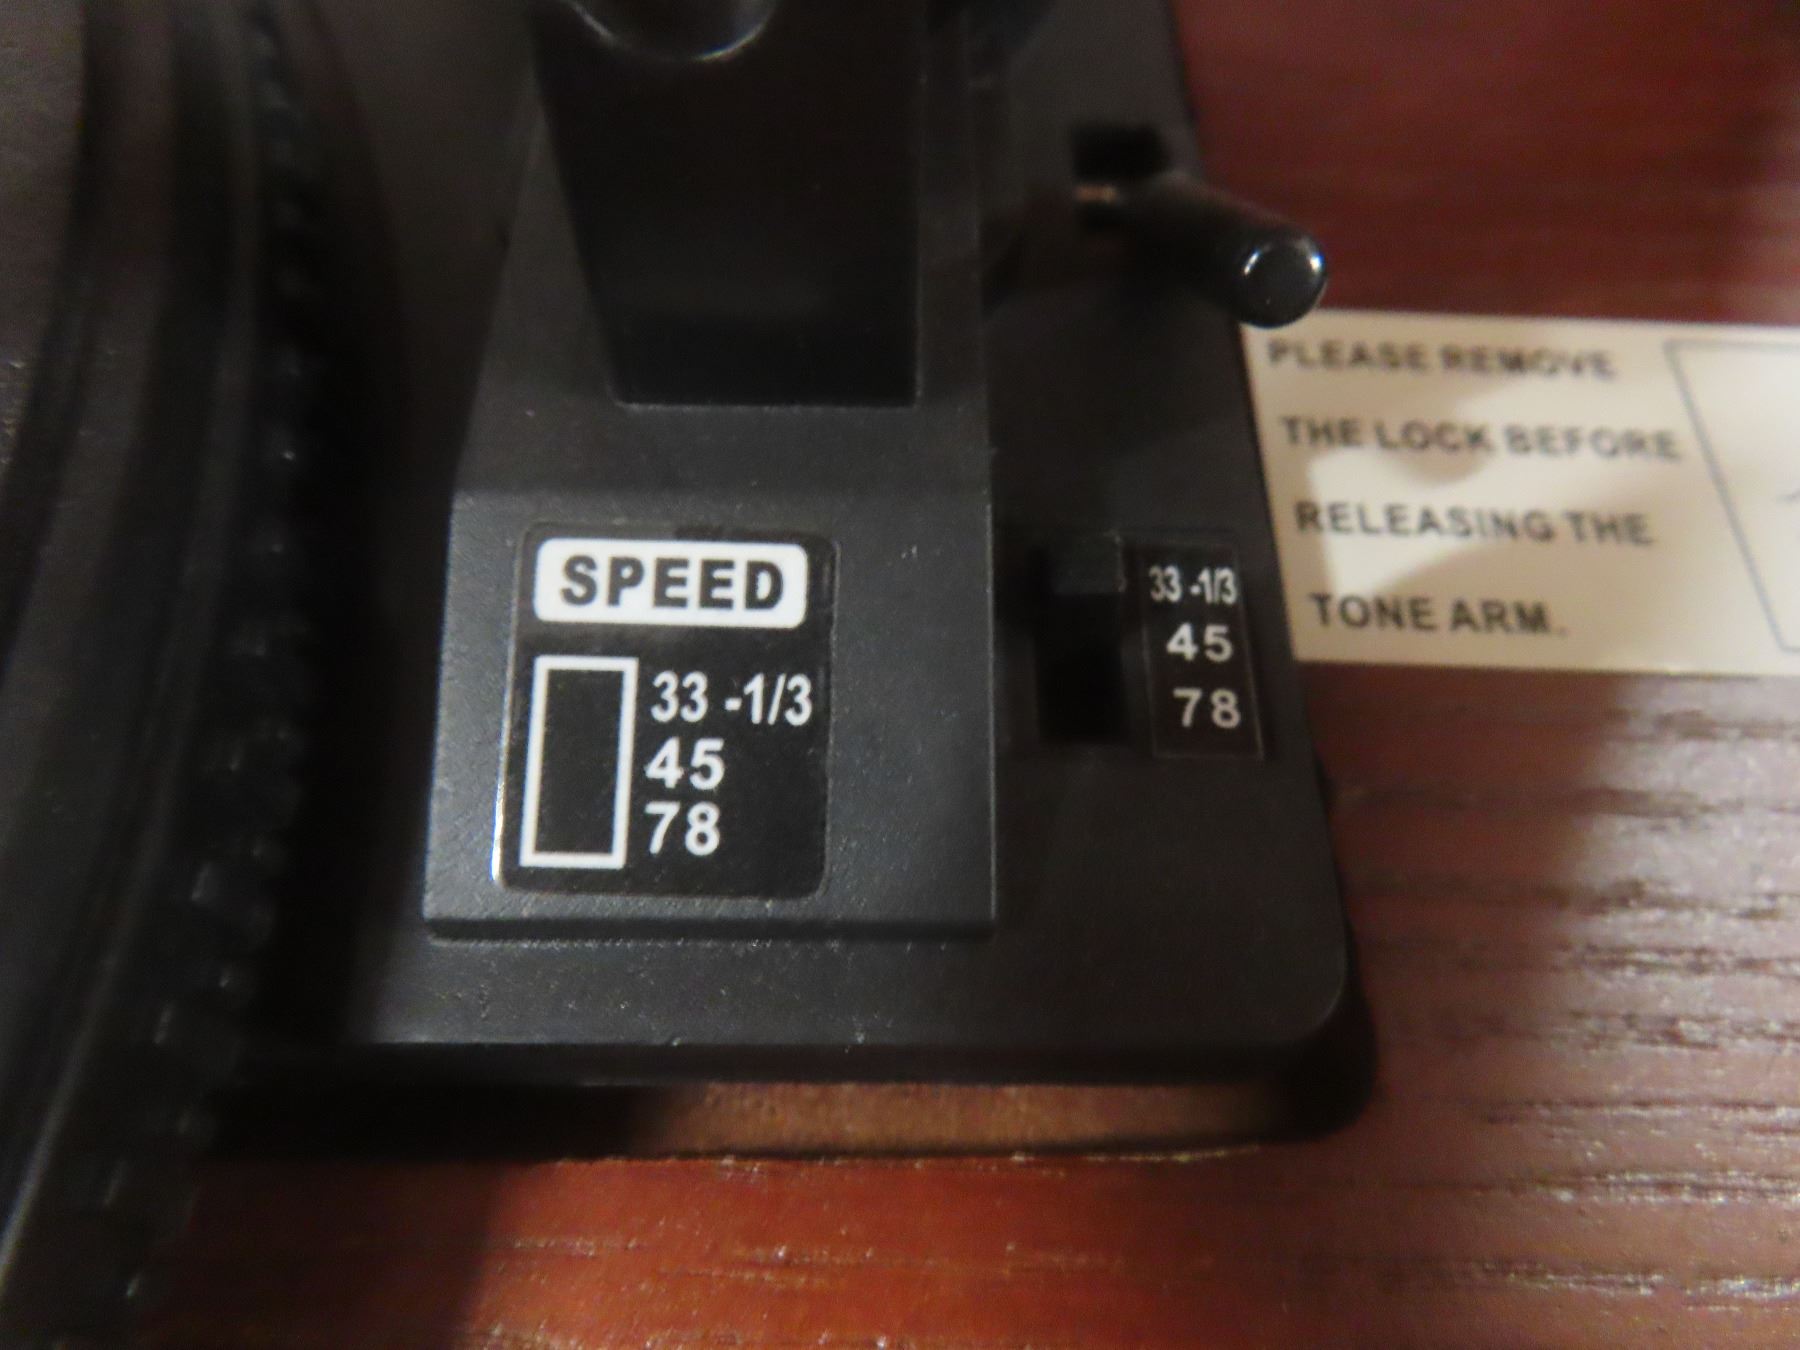 SPEED
33 -1/3
45
78
33 -1/3
45
78
PLEASE REMOVE
THE LOCK BEFORE
RELEASING THE
TONE ARM.